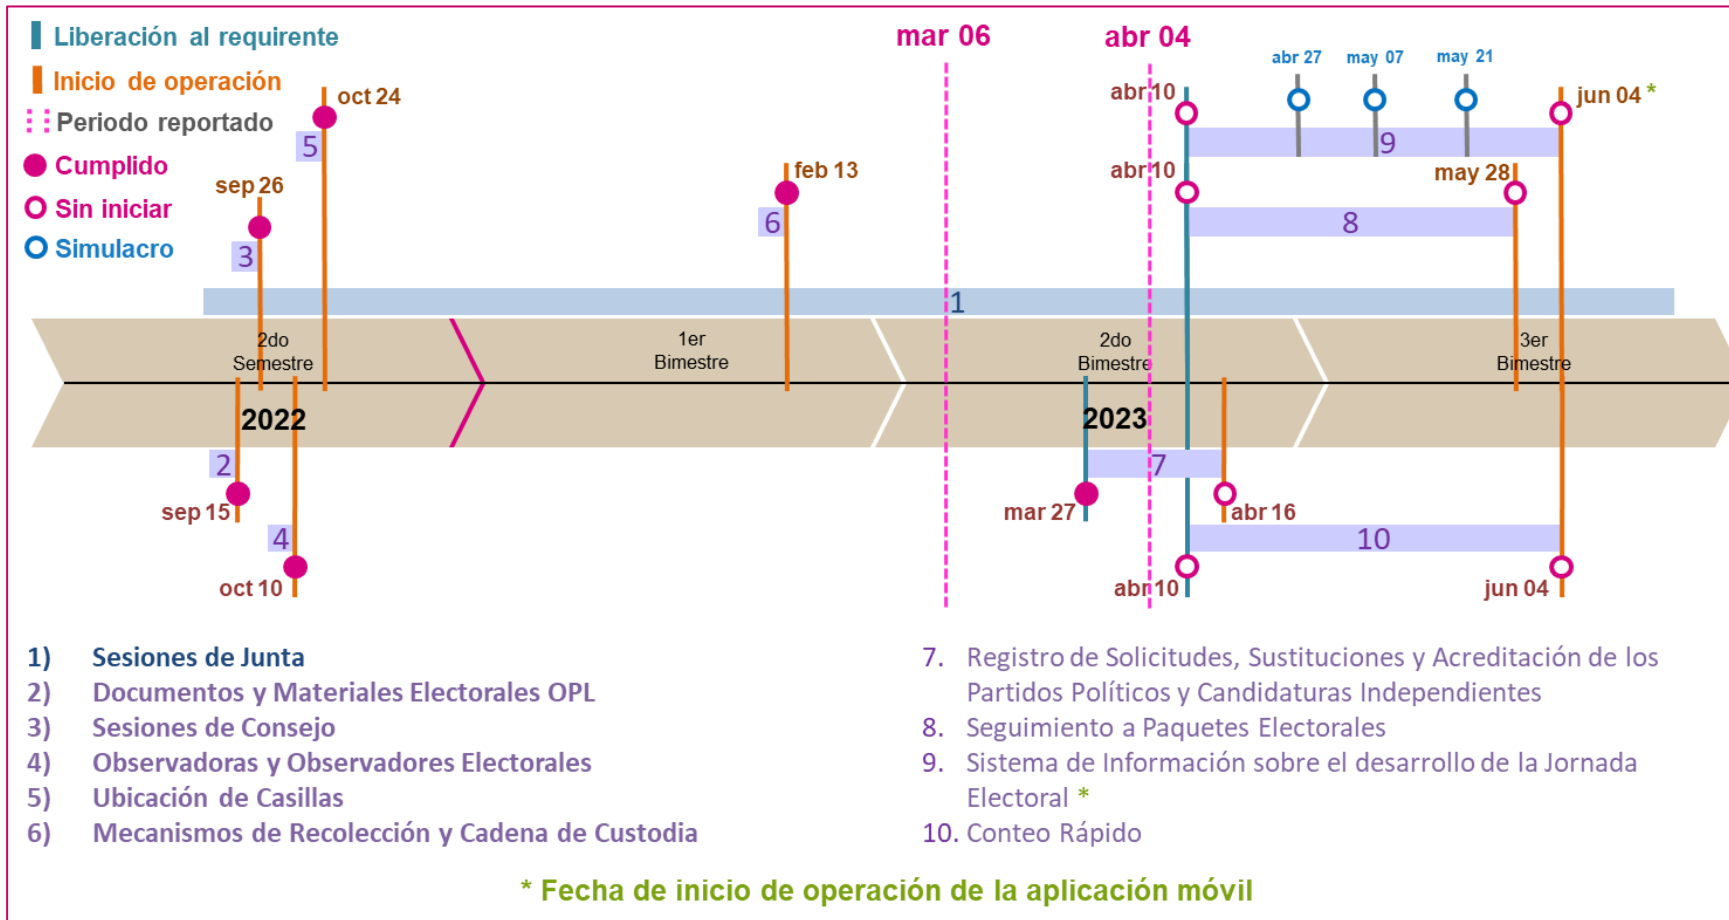 Liberación al requirente
Inicio de operación
Periodo reportado
Cumplido
Sin iniciar
Simulacro
mar 06
abr 04
oct 24
5
sep 26
3
feb 13
6
abr 10
abr 27
may 07
may 21
jun 04 *
9
abr 10
may 28
8
1
2do
Semestre
1er
Bimestre
2do
Bimestre
3er
Bimestre
2022
2023
2
sep 15
4
oct 10
7
mar 27
abr 16
10
abr 10
jun 04
1) Sesiones de Junta
2) Documentos y Materiales Electorales OPL
3) Sesiones de Consejo
4) Observadoras y Observadores Electorales
5) Ubicación de Casillas
6) Mecanismos de Recolección y Cadena de Custodia
7. Registro de Solicitudes, Sustituciones y Acreditación de los
Partidos Políticos y Candidaturas Independientes
8. Seguimiento a Paquetes Electorales
9. Sistema de Información sobre el desarrollo de la Jornada
Electoral *
10. Conteo Rápido
* Fecha de inicio de operación de la aplicación móvil